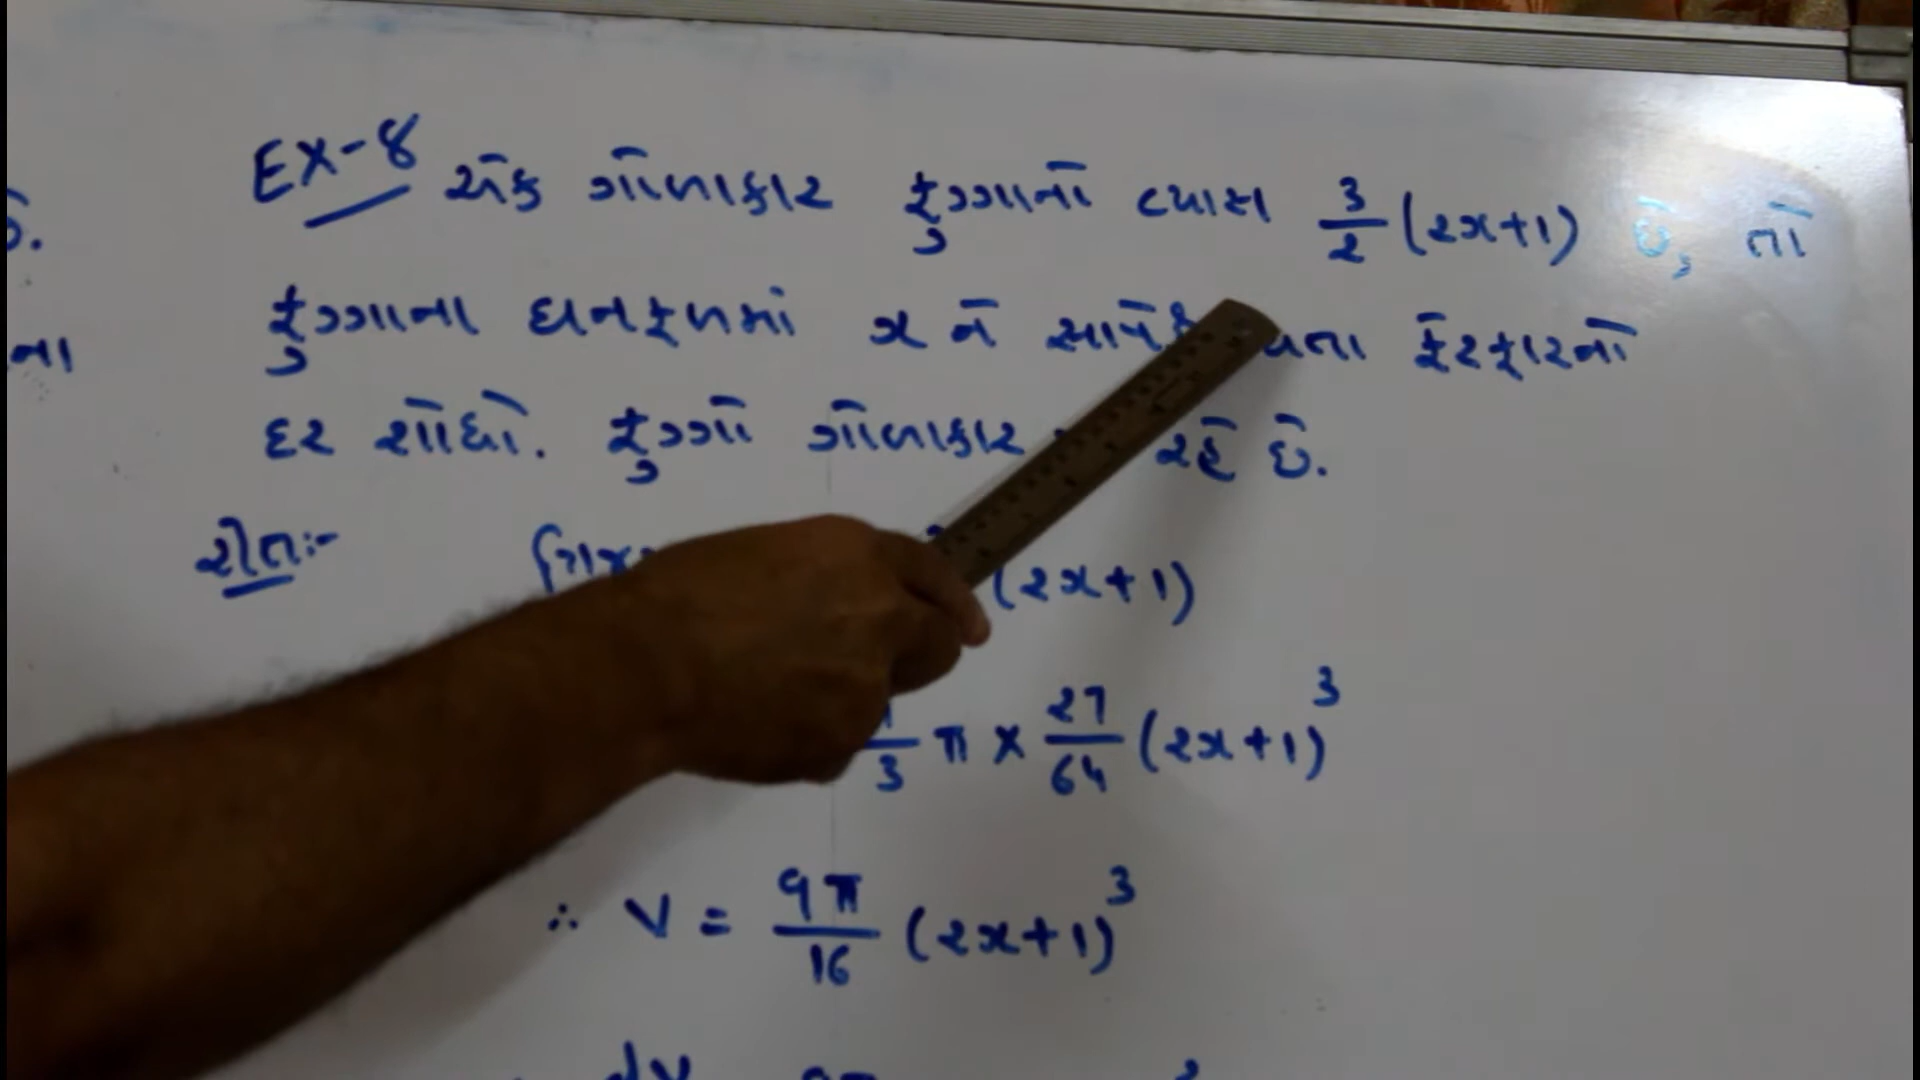 છે.
EX-8 એક ગોળાકાર ફુગ્ગાનો વ્યાસ 3/2 (2x+1) છે, તો
ના
ફુગ્ગાના ઘનફળમાં x ને ફેરફારનો
દર શોધો. ફુગ્ગો ગોળાકાર રહે છે.
રીત:-
(2x+1)
3 π × 27/64 (2x+1)³
∴ V = 9π/16 (2x+1)³
dV